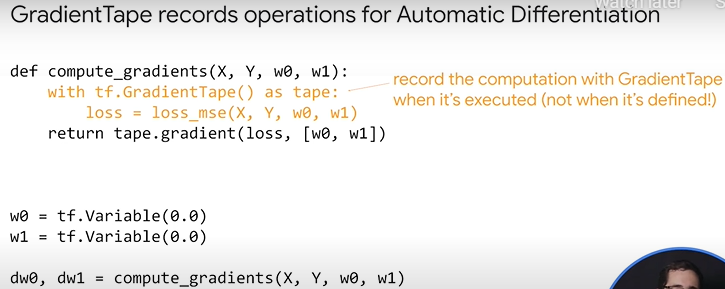 Watch later
GradientTape records operations for Automatic Differentiation
def compute_gradients(X, Y, w0, w1):
with tf.GradientTape() as tape:
loss = loss_mse(X, Y, w0, w1)
return tape.gradient(loss, [w0, w1])
record the computation with GradientTape
when it's executed (not when it's defined!)
w0 = tf.Variable(0.0)
w1 = tf.Variable(0.0)
dw0, dw1 = compute_gradients(X, Y, w0, w1)